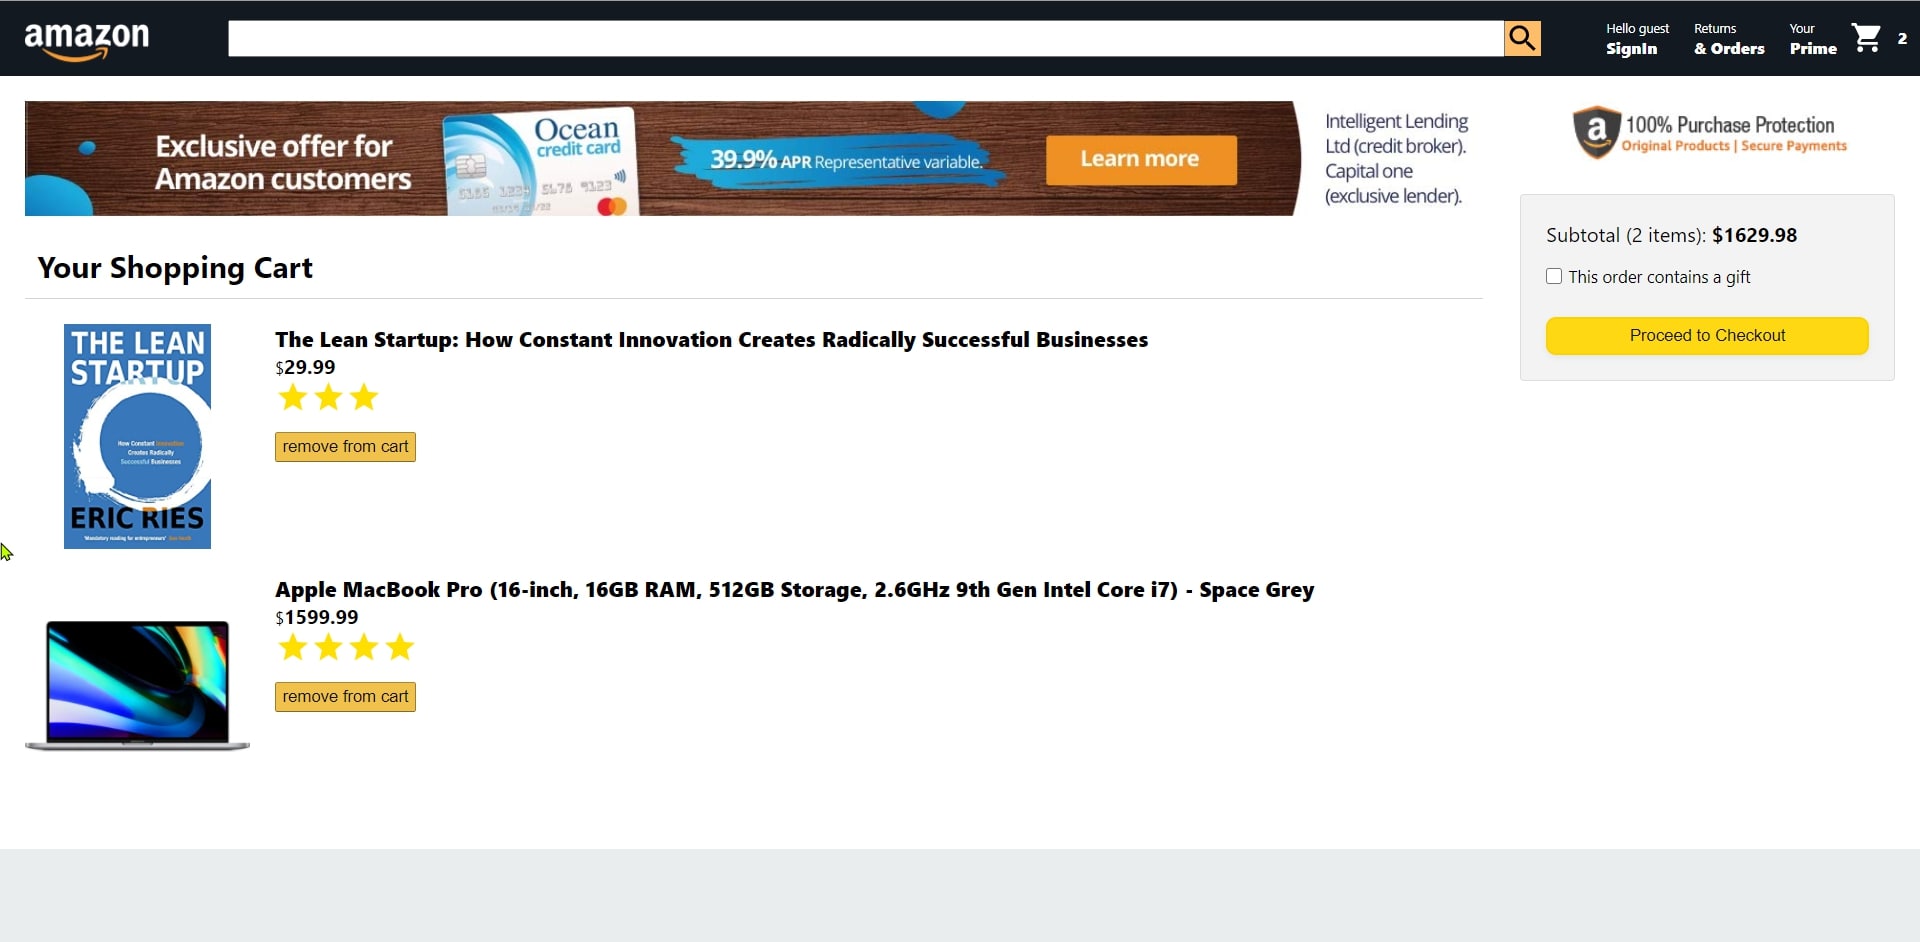 amazon
Hello guest
SignIn
Returns
& Orders
Your
Prime
2
Exclusive offer for
Amazon customers
Ocean
credit card
39.9% APR Representative variable.
Learn more
Intelligent Lending
Ltd (credit broker).
Capital one
(exclusive lender).
a
100% Purchase Protection
Original Products | Secure Payments
Subtotal (2 items): $1629.98
This order contains a gift
Proceed to Checkout
Your Shopping Cart
THE LEAN
STARTUP
How Constant Innovation
Creates Radically
Successful Businesses
ERIC RIES
'Mandatory reading for entrepreneurs'
The Lean Startup: How Constant Innovation Creates Radically Successful Businesses
$29.99
remove from cart
Apple MacBook Pro (16-inch, 16GB RAM, 512GB Storage, 2.6GHz 9th Gen Intel Core i7) - Space Grey
$1599.99
remove from cart